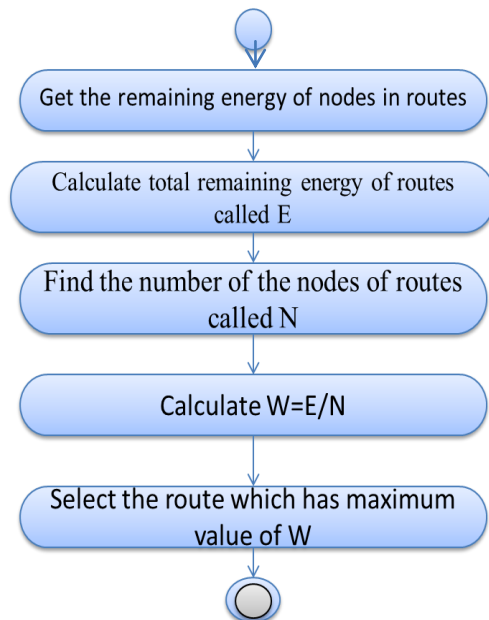 Get the remaining energy of nodes in routes
Calculate total remaining energy of routes
called E
Find the number of the nodes of routes
called N
Calculate W=E/N
Select the route which has maximum
value of W